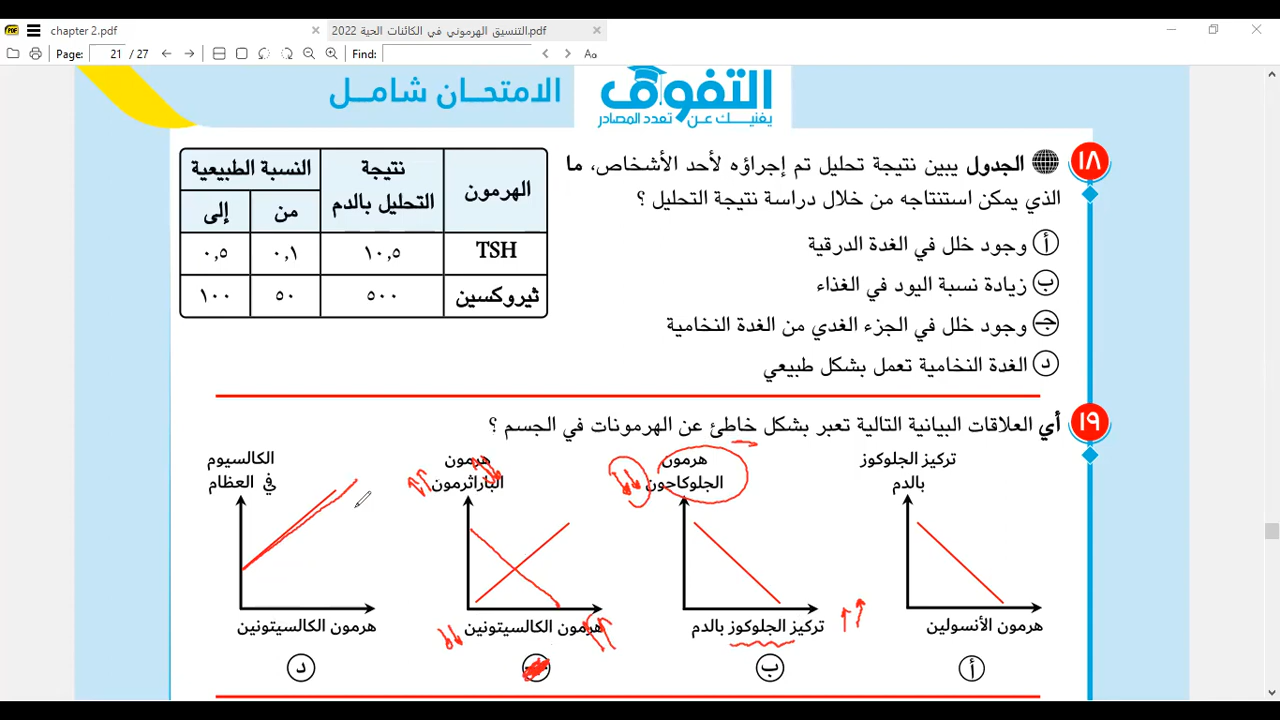 chapter 2.pdf
التنسيق الهرموني في الكائنات الحية 2022.pdf
Page: 21 / 27
Find:
Aa
التفوق
يغنيك عن تعدد المصادر
الامتحان شامل
١٨
الجدول يبين نتيجة تحليل تم إجراؤه لأحد الأشخاص، ما
الذي يمكن استنتاجه من خلال دراسة نتيجة التحليل ؟
أ وجود خلل في الغدة الدرقية
ب زيادة نسبة اليود في الغذاء
جـ وجود خلل في الجزء الغدي من الغدة النخامية
د الغدة النخامية تعمل بشكل طبيعي
الهرمون
نتيجة
التحليل بالدم
النسبة الطبيعية
من
إلى
TSH
١٠,٥
٠,١
٠,٥
ثيروكسين
٥٠٠
٥٠
١٠٠
١٩
أي العلاقات البيانية التالية تعبر بشكل خاطئ عن الهرمونات في الجسم ؟
تركيز الجلوكوز
بالدم
هرمون الأنسولين
أ
هرمون
الجلوكاجون
تركيز الجلوكوز بالدم
ب
هرمون
الباراثرمون
هرمون الكالسيتونين
الكالسيوم
في العظام
هرمون الكالسيتونين
د